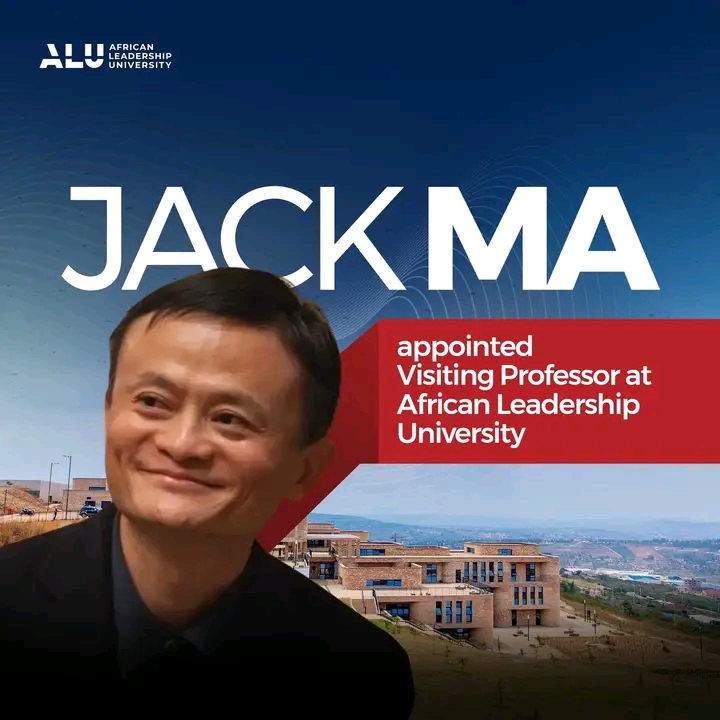 ALU AFRICAN
LEADERSHIP
UNIVERSITY
JACK MA
appointed
Visiting Professor at
African Leadership
University